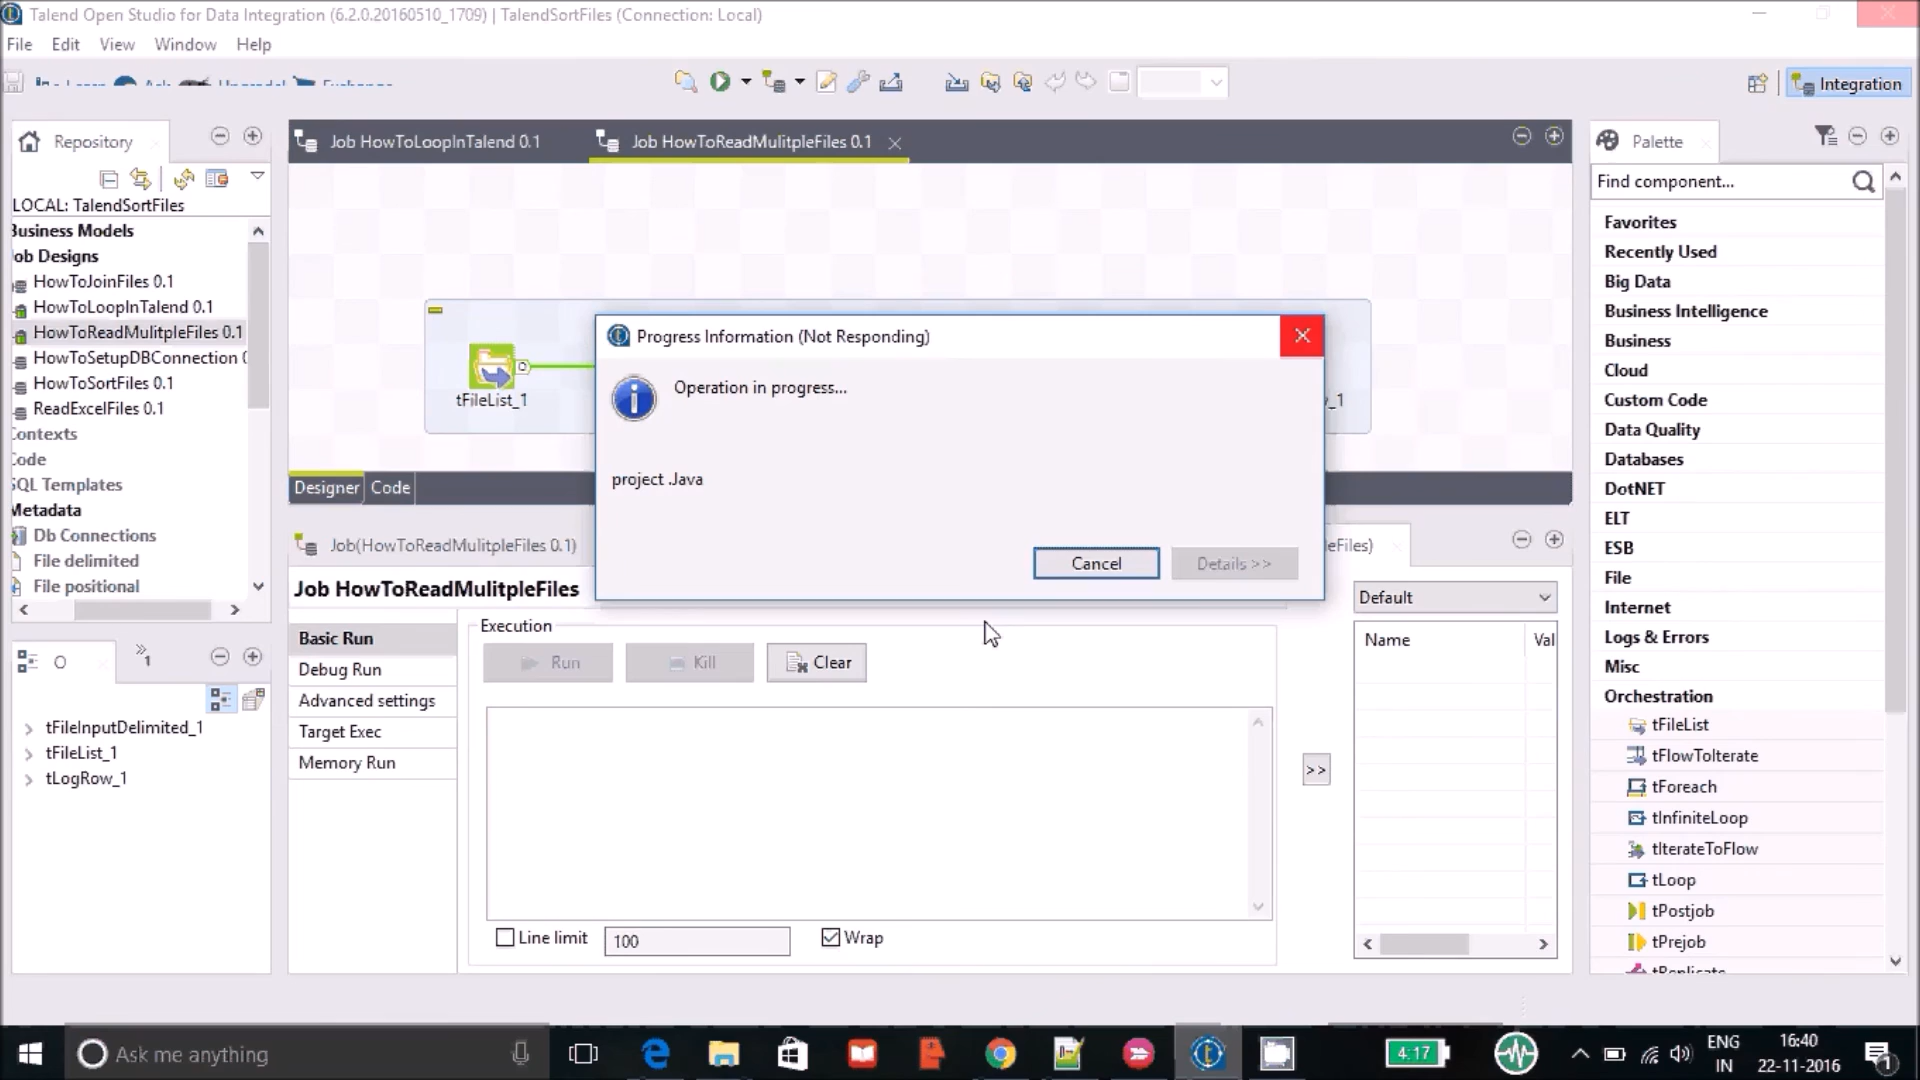 Talend Open Studio for Data Integration (6.2.0.20160510_1709) | TalendSortFiles (Connection: Local)
File Edit View Window Help
Integration
Repository
LOCAL: TalendSortFiles
Business Models
Job Designs
HowToJoinFiles 0.1
HowToLoopInTalend 0.1
HowToReadMulitpleFiles 0.1
HowToSetupDBConnection
HowToSortFiles 0.1
ReadExcelFiles 0.1
Contexts
Code
SQL Templates
Metadata
Db Connections
File delimited
File positional
O
1
tFileInputDelimited_1
tFileList_1
tLogRow_1
Job HowToLoopInTalend 0.1
Job HowToReadMulitpleFiles 0.1
tFileList_1
_1
Progress Information (Not Responding)
Operation in progress...
project .Java
Cancel
Details >>
Designer
Code
Job(HowToReadMulitpleFiles 0.1)
eFiles)
Job HowToReadMulitpleFiles
Basic Run
Debug Run
Advanced settings
Target Exec
Memory Run
Execution
Run
Kill
Clear
Line limit
100
Wrap
>>
Default
Name
Val
Palette
Find component...
Favorites
Recently Used
Big Data
Business Intelligence
Business
Cloud
Custom Code
Data Quality
Databases
DotNET
ELT
ESB
File
Internet
Logs & Errors
Misc
Orchestration
tFileList
tFlowToIterate
tForeach
tInfiniteLoop
tIterateToFlow
tLoop
tPostjob
tPrejob
tReplicate
Ask me anything
4:17
ENG
IN
16:40
22-11-2016
1